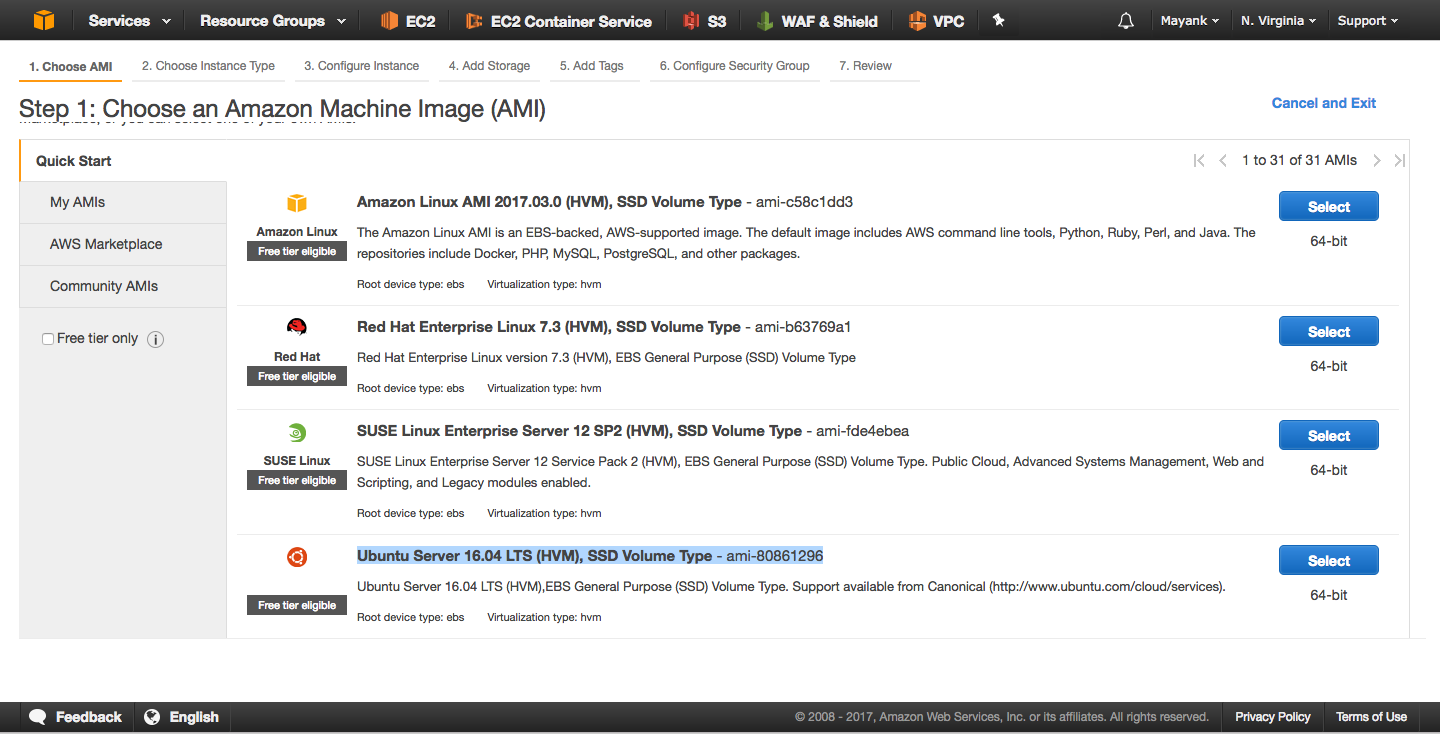 Services Resource Groups EC2 EC2 Container Service S3 WAF & Shield VPC Mayank N. Virginia Support
1. Choose AMI 2. Choose Instance Type 3. Configure Instance 4. Add Storage 5. Add Tags 6. Configure Security Group 7. Review
Step 1: Choose an Amazon Machine Image (AMI)
Cancel and Exit
Quick Start
1 to 31 of 31 AMIs
My AMIs
AWS Marketplace
Community AMIs
Free tier only
Amazon Linux
Free tier eligible
Amazon Linux AMI 2017.03.0 (HVM), SSD Volume Type - ami-c58c1dd3
The Amazon Linux AMI is an EBS-backed, AWS-supported image. The default image includes AWS command line tools, Python, Ruby, Perl, and Java. The
repositories include Docker, PHP, MySQL, PostgreSQL, and other packages.
Root device type: ebs Virtualization type: hvm
Select
64-bit
Red Hat
Free tier eligible
Red Hat Enterprise Linux 7.3 (HVM), SSD Volume Type - ami-b63769a1
Red Hat Enterprise Linux version 7.3 (HVM), EBS General Purpose (SSD) Volume Type
Root device type: ebs Virtualization type: hvm
Select
64-bit
SUSE Linux
Free tier eligible
SUSE Linux Enterprise Server 12 SP2 (HVM), SSD Volume Type - ami-fde4ebea
SUSE Linux Enterprise Server 12 Service Pack 2 (HVM), EBS General Purpose (SSD) Volume Type. Public Cloud, Advanced Systems Management, Web and
Scripting, and Legacy modules enabled.
Root device type: ebs Virtualization type: hvm
Select
64-bit
Free tier eligible
Ubuntu Server 16.04 LTS (HVM), SSD Volume Type - ami-80861296
Ubuntu Server 16.04 LTS (HVM),EBS General Purpose (SSD) Volume Type. Support available from Canonical (http://www.ubuntu.com/cloud/services).
Root device type: ebs Virtualization type: hvm
Select
64-bit
Feedback English © 2008 - 2017, Amazon Web Services, Inc. or its affiliates. All rights reserved. Privacy Policy Terms of Use